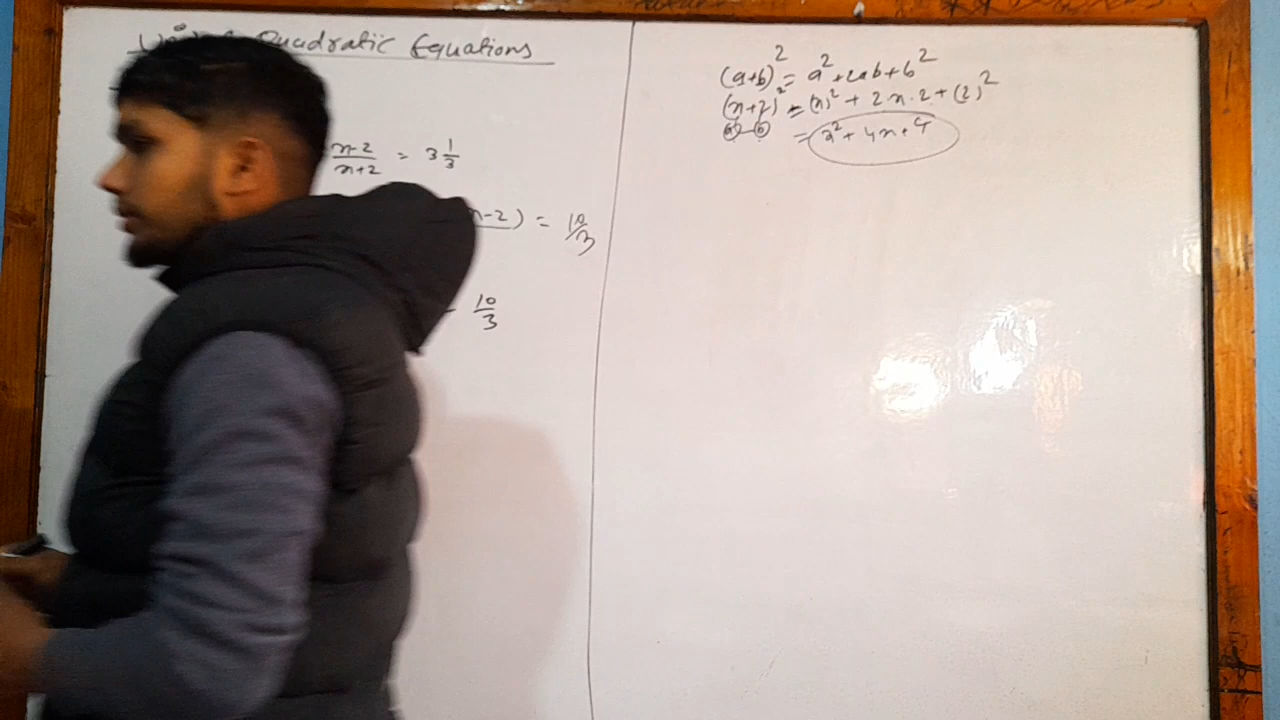 Quadratic Equations
x-2/x+2 = 3 1/3
x-2) = 10/3
10/3
(a+b)² = a² + 2ab + b²
(x+2)² = (x)² + 2x·2 + (2)²
a b = x² + 4x + 4